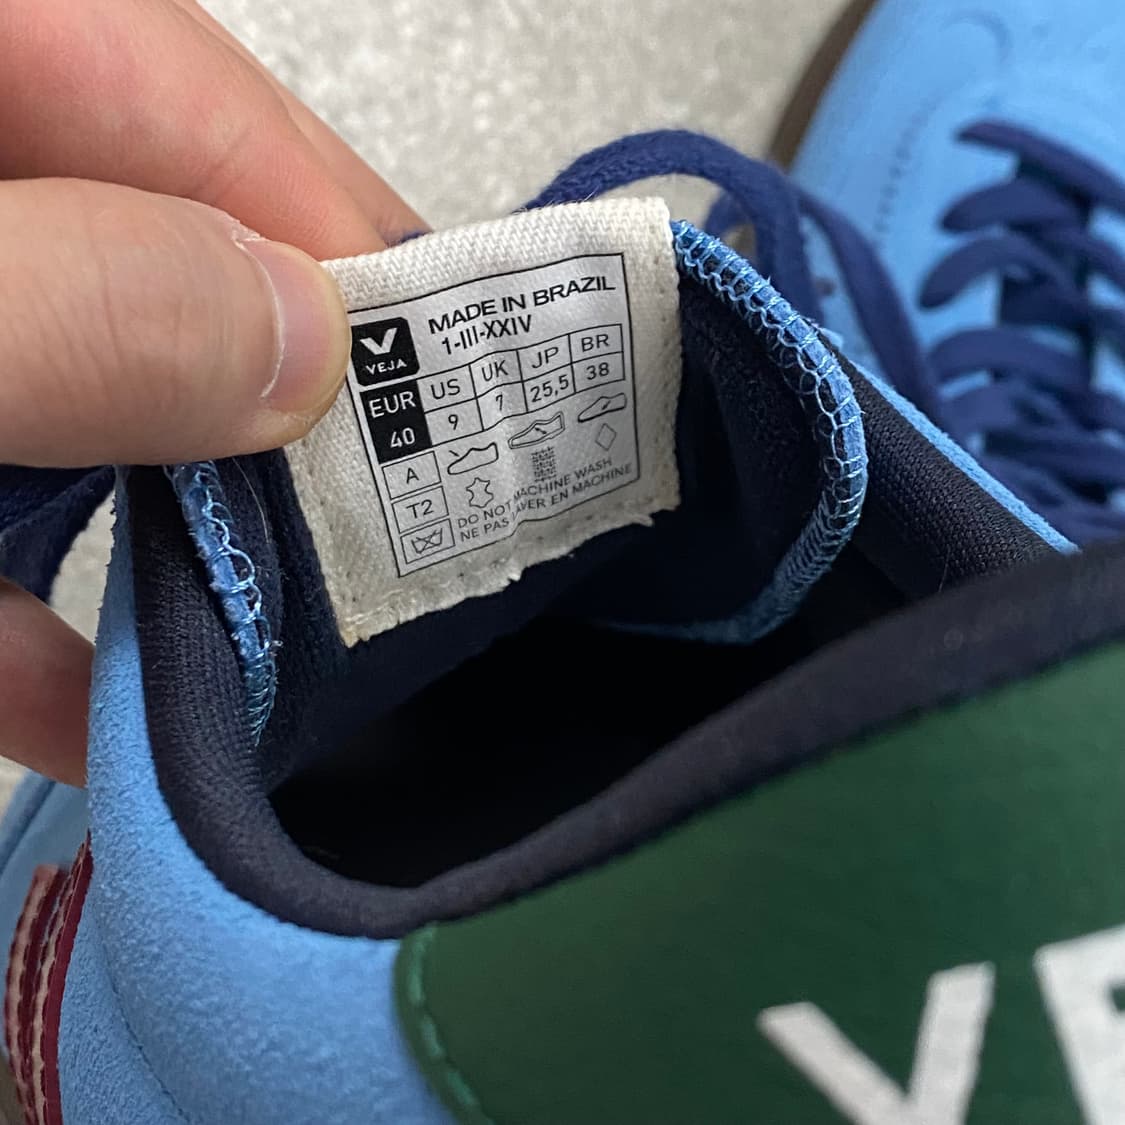 VEJA
MADE IN BRAZIL
1-III-XXIV
EUR US UK JP BR
40 9 7 25,5 38
A
T2
DO NOT MACHINE WASH
NE PAS LAVER EN MACHINE
VE